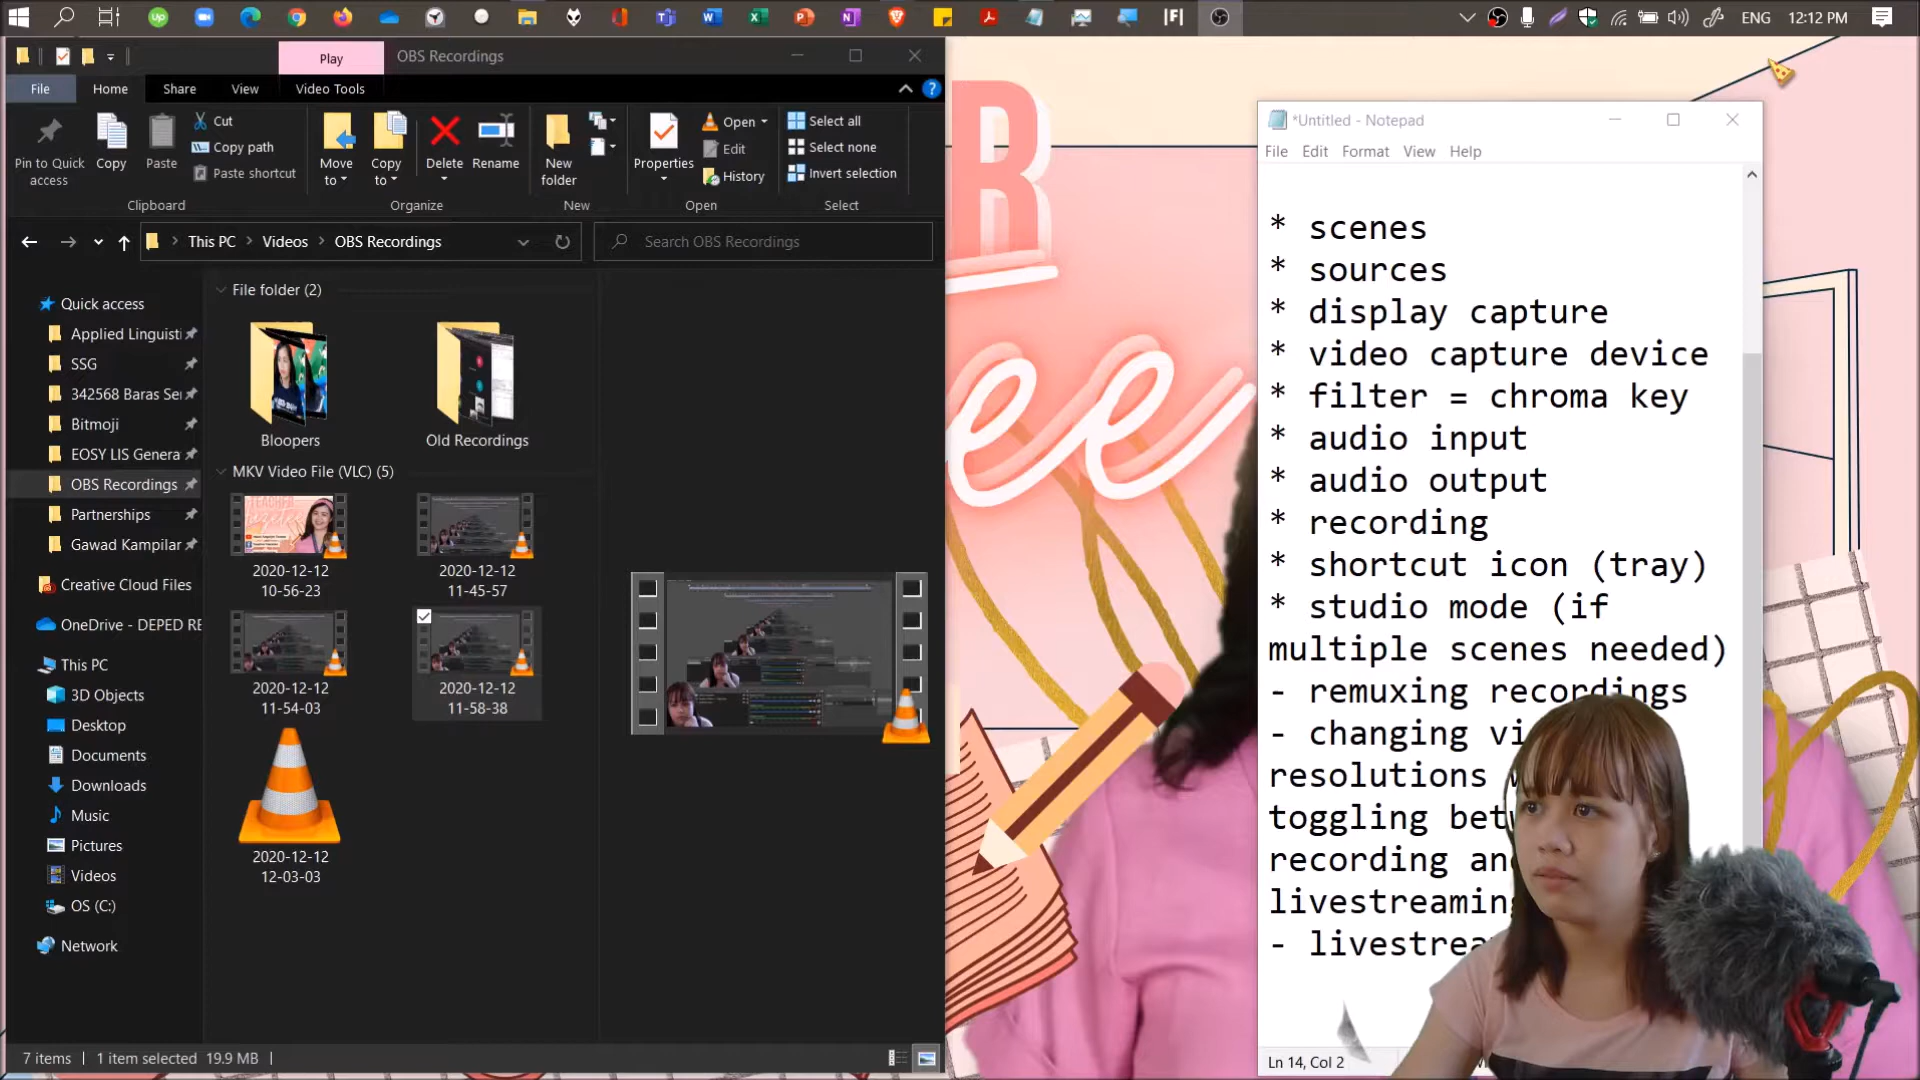 ENG 12:12 PM
Play OBS Recordings
File Home Share View Video Tools
Pin to Quick access
Copy
Paste
Cut
Copy path
Paste shortcut
Clipboard
Move to
Copy to
Delete
Rename
Organize
New folder
New
Properties
Open
Edit
History
Open
Select all
Select none
Invert selection
Select
This PC > Videos > OBS Recordings
Search OBS Recordings
Quick access
Applied Linguisti
SSG
342568 Baras Se
Bitmoji
EOSY LIS Genera
OBS Recordings
Partnerships
Gawad Kampilar
Creative Cloud Files
OneDrive - DEPED RE
This PC
3D Objects
Desktop
Documents
Downloads
Music
Pictures
Videos
OS (C:)
Network
File folder (2)
Bloopers
Old Recordings
MKV Video File (VLC) (5)
2020-12-12
10-56-23
2020-12-12
11-45-57
2020-12-12
11-54-03
2020-12-12
11-58-38
2020-12-12
12-03-03
7 items 1 item selected 19.9 MB
*Untitled - Notepad
File Edit Format View Help
* scenes
* sources
* display capture
* video capture device
* filter = chroma key
* audio input
* audio output
* recording
* shortcut icon (tray)
* studio mode (if
multiple scenes needed)
- remuxing recordings
- changing vi
resolutions
toggling bet
recording an
livestreaming
- livestrea
Ln 14, Col 2